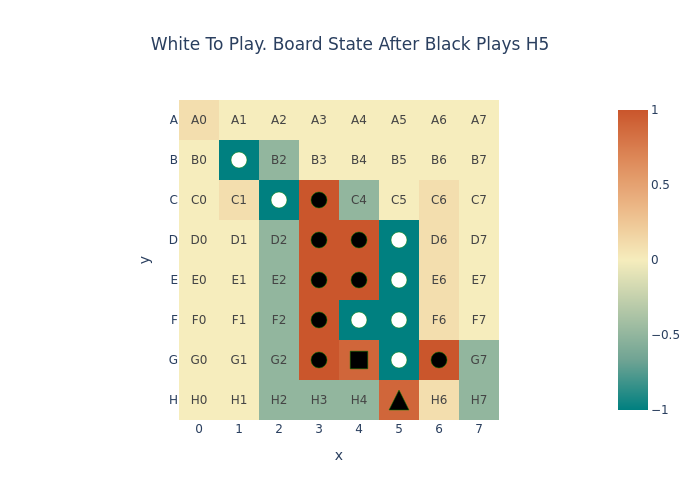 White To Play. Board State After Black Plays H5
A A0 A1 A2 A3 A4 A5 A6 A7
B B0 B2 B3 B4 B5 B6 B7
C C0 C1 C4 C5 C6 C7
D D0 D1 D2 D6 D7
E E0 E1 E2 E6 E7
F F0 F1 F2 F6 F7
G G0 G1 G2 G7
H H0 H1 H2 H3 H4 H6 H7
0 1 2 3 4 5 6 7
x
y
1
0.5
0
−0.5
−1